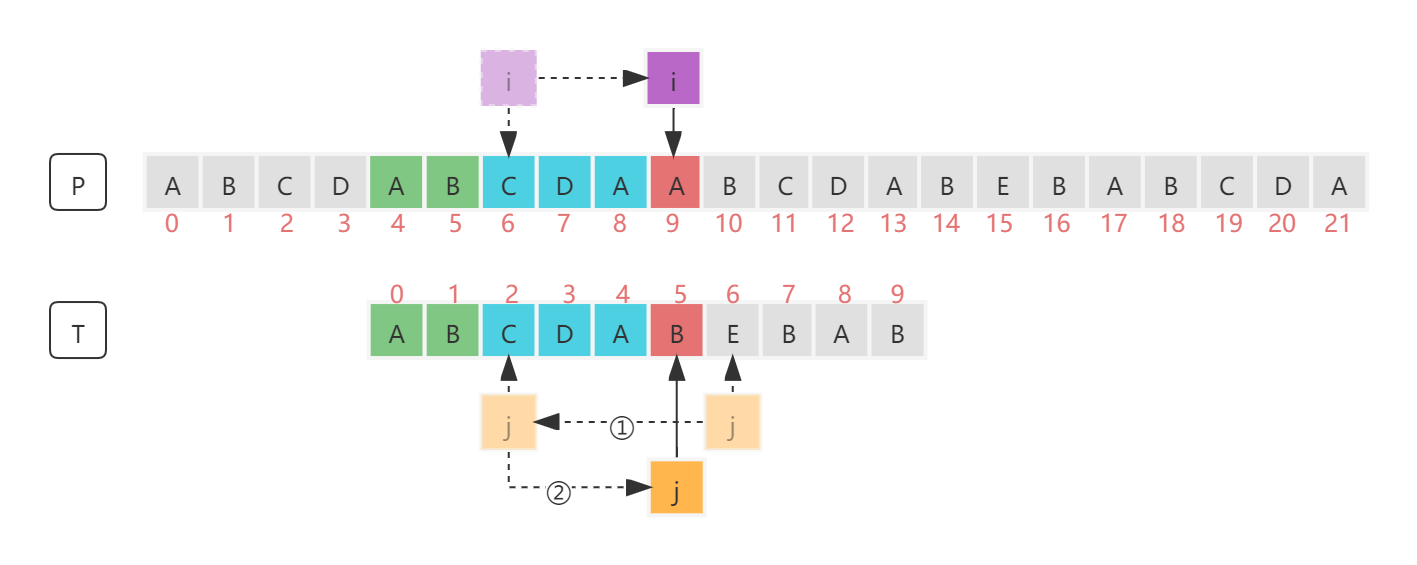 i i
P A B C D A B C D A A B C D A B E B A B C D A
0 1 2 3 4 5 6 7 8 9 10 11 12 13 14 15 16 17 18 19 20 21
0 1 2 3 4 5 6 7 8 9
T A B C D A B E B A B
j ① j
② j